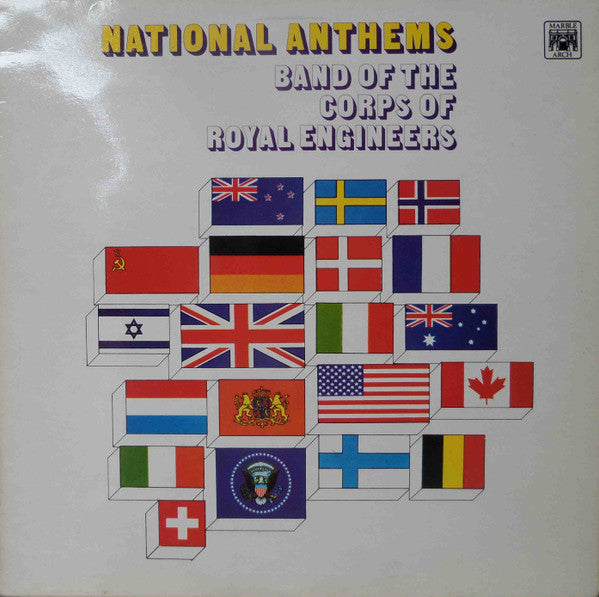 NATIONAL ANTHEMS
BAND OF THE
CORPS OF
ROYAL ENGINEERS
MARBLE
ARCH